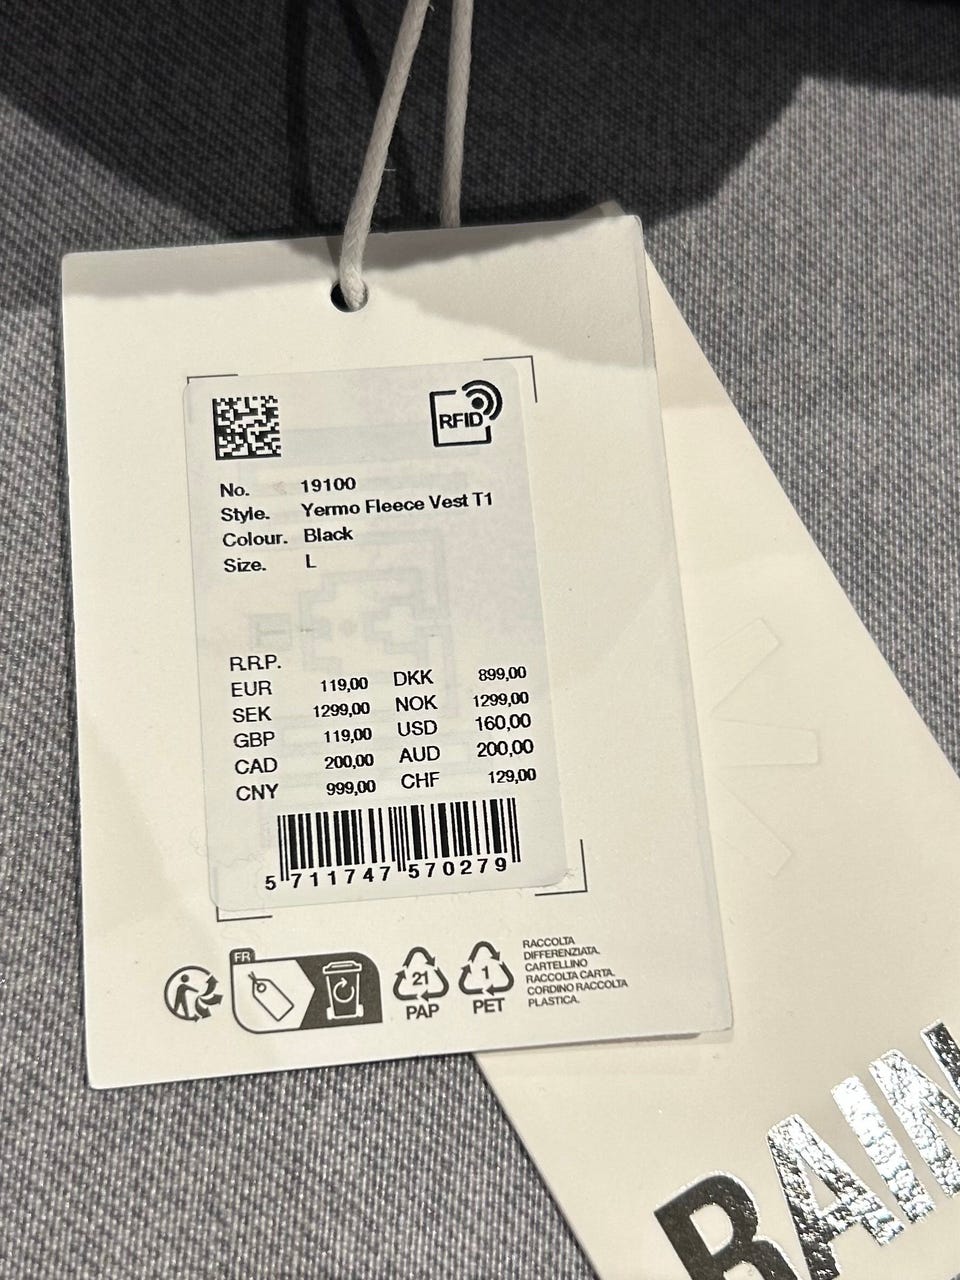 RFID
No. 19100
Style. Yermo Fleece Vest T1
Colour. Black
Size. L
R.R.P.
EUR 119,00 DKK 899,00
SEK 1299,00 NOK 1299,00
GBP 119,00 USD 160,00
CAD 200,00 AUD 200,00
CNY 999,00 CHF 129,00
5 711747 570279
FR
21
PAP
1
PET
RACCOLTA
DIFFERENZIATA.
CARTELLINO
RACCOLTA CARTA.
CORDINO RACCOLTA
PLASTICA.
RAIN